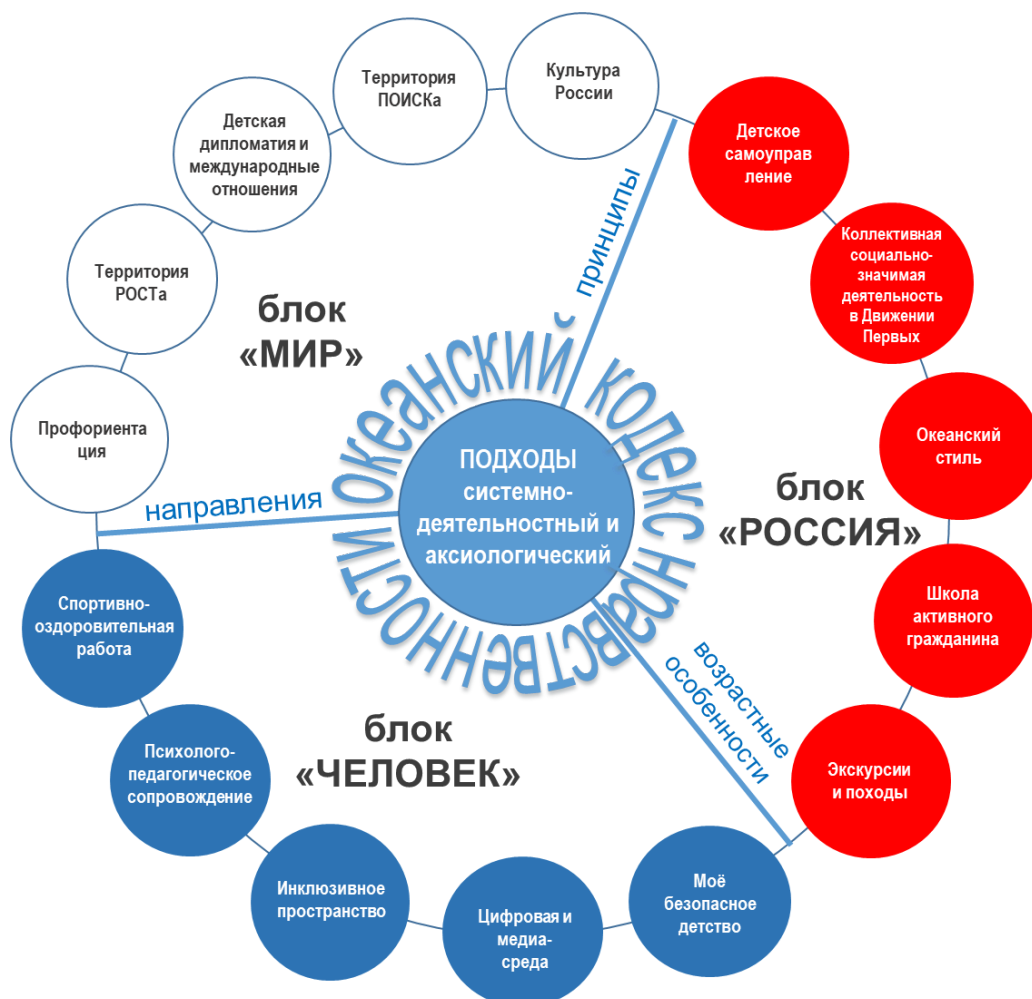 Территория
ПОИСКа
Культура
России
Детская
дипломатия и
международные
отношения
Детское
самоуправ
ление
Территория
РОСТа
Коллективная
социально-
значимая
деятельность
в Движении
Первых
принципы
блок
«МИР»
Профориента
ция
Океанский
стиль
ОКЕАНСКИЙ КОДЕКС НРАВСТВЕННОСТИ
ПОДХОДЫ
системно-
деятельностный и
аксиологический
направления
блок
«РОССИЯ»
Спортивно-
оздоровительная
работа
Школа
активного
гражданина
возрастные
особенности
блок
«ЧЕЛОВЕК»
Психолого-
педагогическое
сопровождение
Экскурсии
и походы
Инклюзивное
пространство
Цифровая и
медиа-
среда
Моё
безопасное
детство